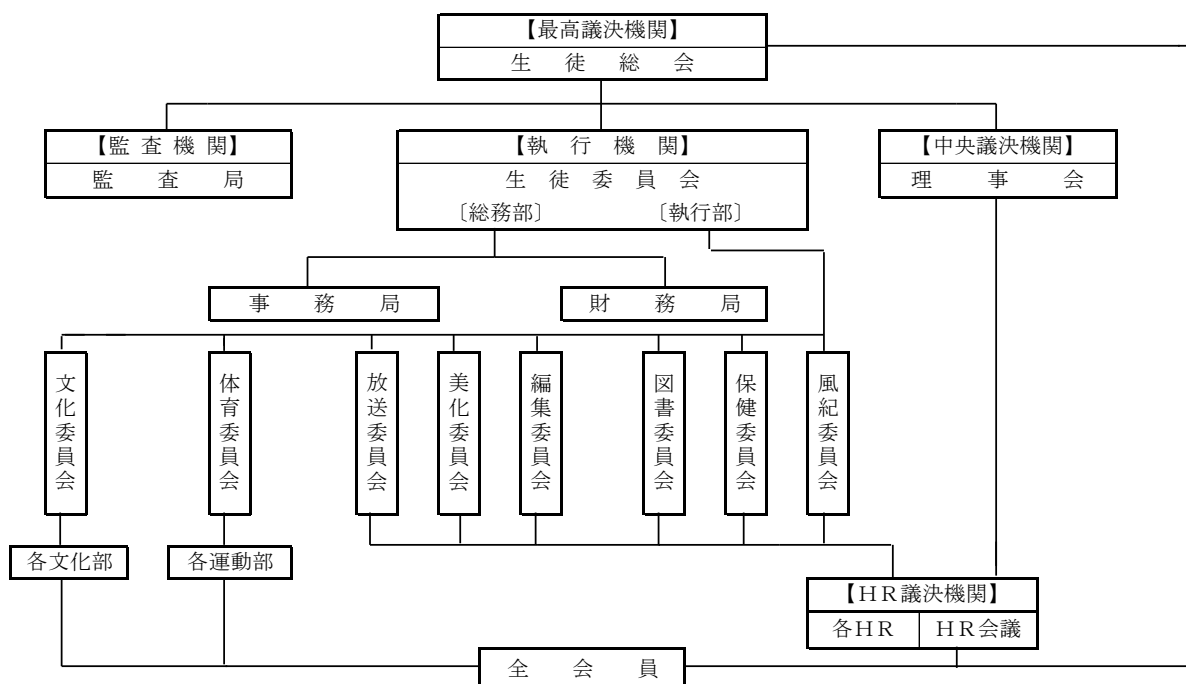 【最高議決機関】
生徒総会
【監査機関】
監査局
【執行機関】
生徒委員会
〔総務部〕 〔執行部〕
【中央議決機関】
理事会
事務局
財務局
文化委員会
体育委員会
放送委員会
美化委員会
編集委員会
図書委員会
保健委員会
風紀委員会
各文化部
各運動部
【HR議決機関】
各HR
HR会議
全会員